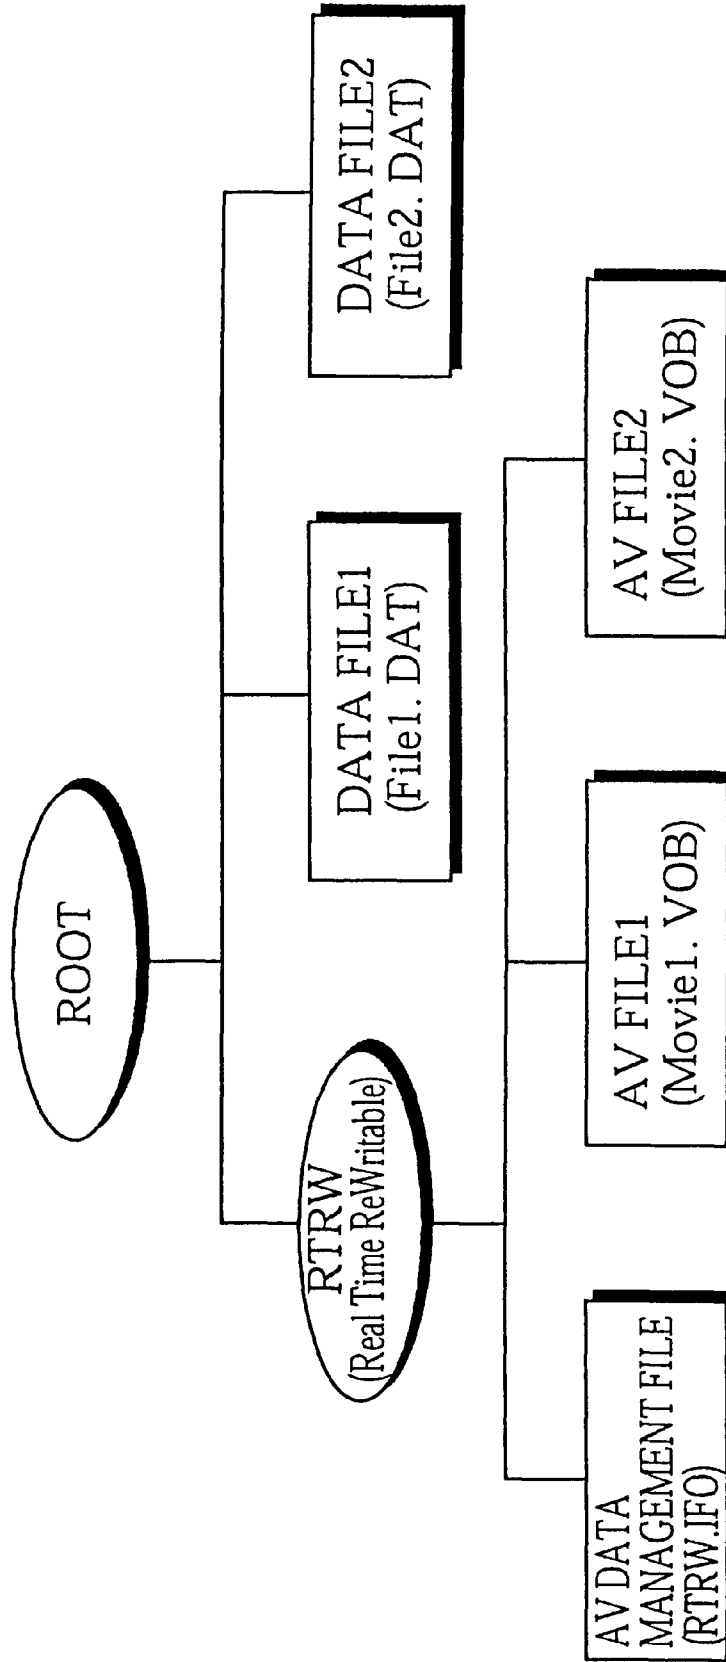 ROOT
RTRW
(Real Time ReWritable)
DATA FILE1
(File1. DAT)
DATA FILE2
(File2. DAT)
AV DATA
MANAGEMENT FILE
(RTRW.IFO)
AV FILE1
(Movie1. VOB)
AV FILE2
(Movie2. VOB)